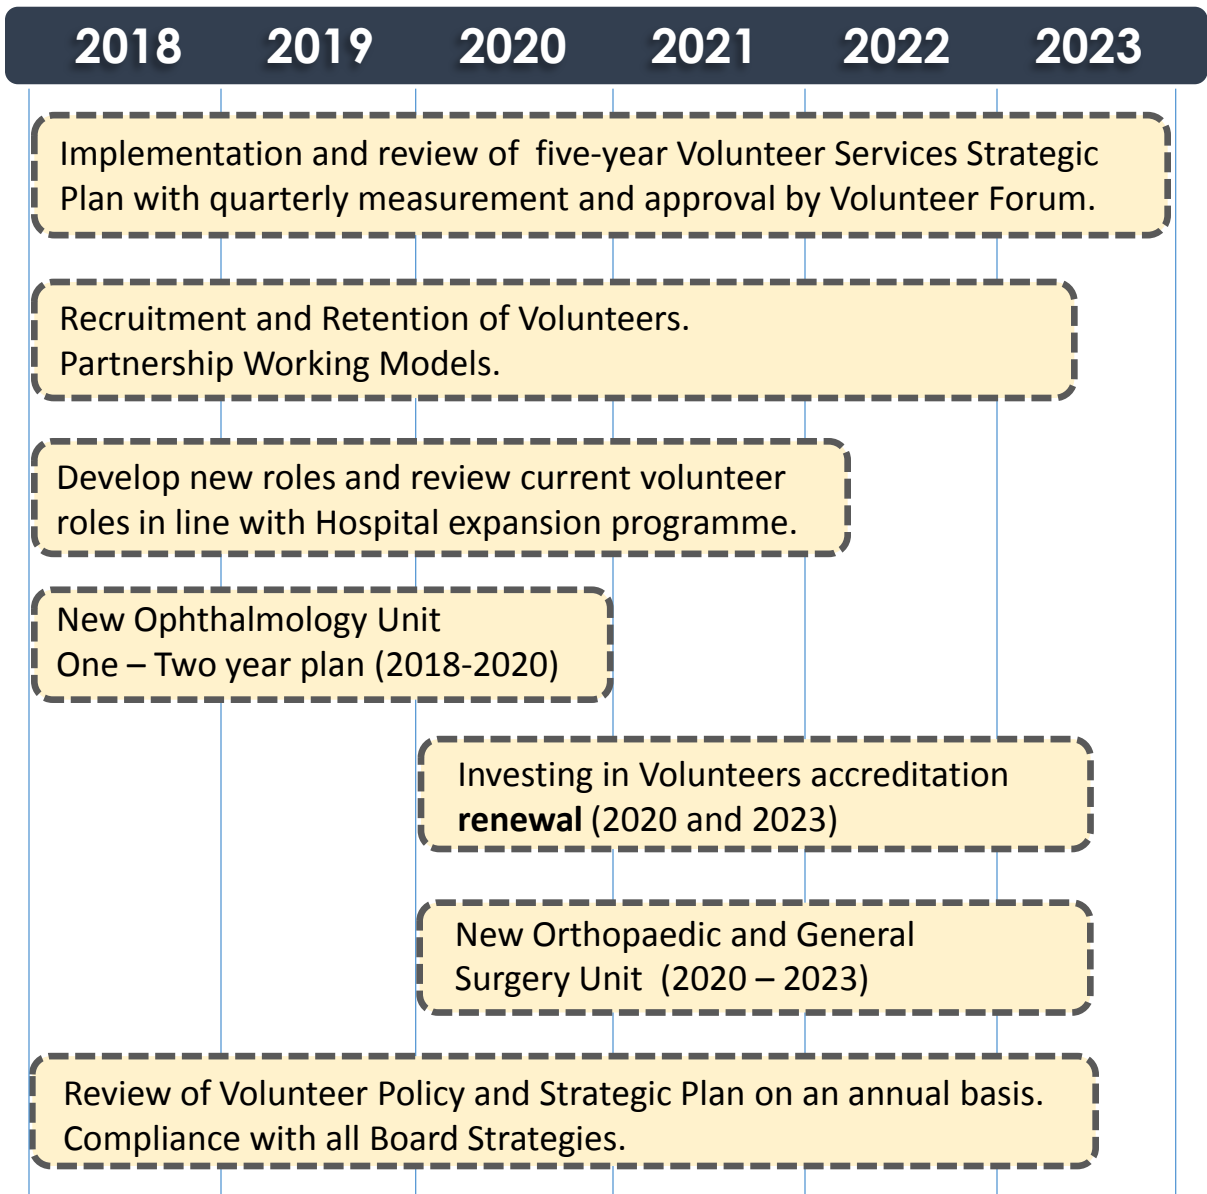 2018 2019 2020 2021 2022 2023
Implementation and review of five-year Volunteer Services Strategic
Plan with quarterly measurement and approval by Volunteer Forum.
Recruitment and Retention of Volunteers.
Partnership Working Models.
Develop new roles and review current volunteer
roles in line with Hospital expansion programme.
New Ophthalmology Unit
One – Two year plan (2018-2020)
Investing in Volunteers accreditation
renewal (2020 and 2023)
New Orthopaedic and General
Surgery Unit (2020 – 2023)
Review of Volunteer Policy and Strategic Plan on an annual basis.
Compliance with all Board Strategies.